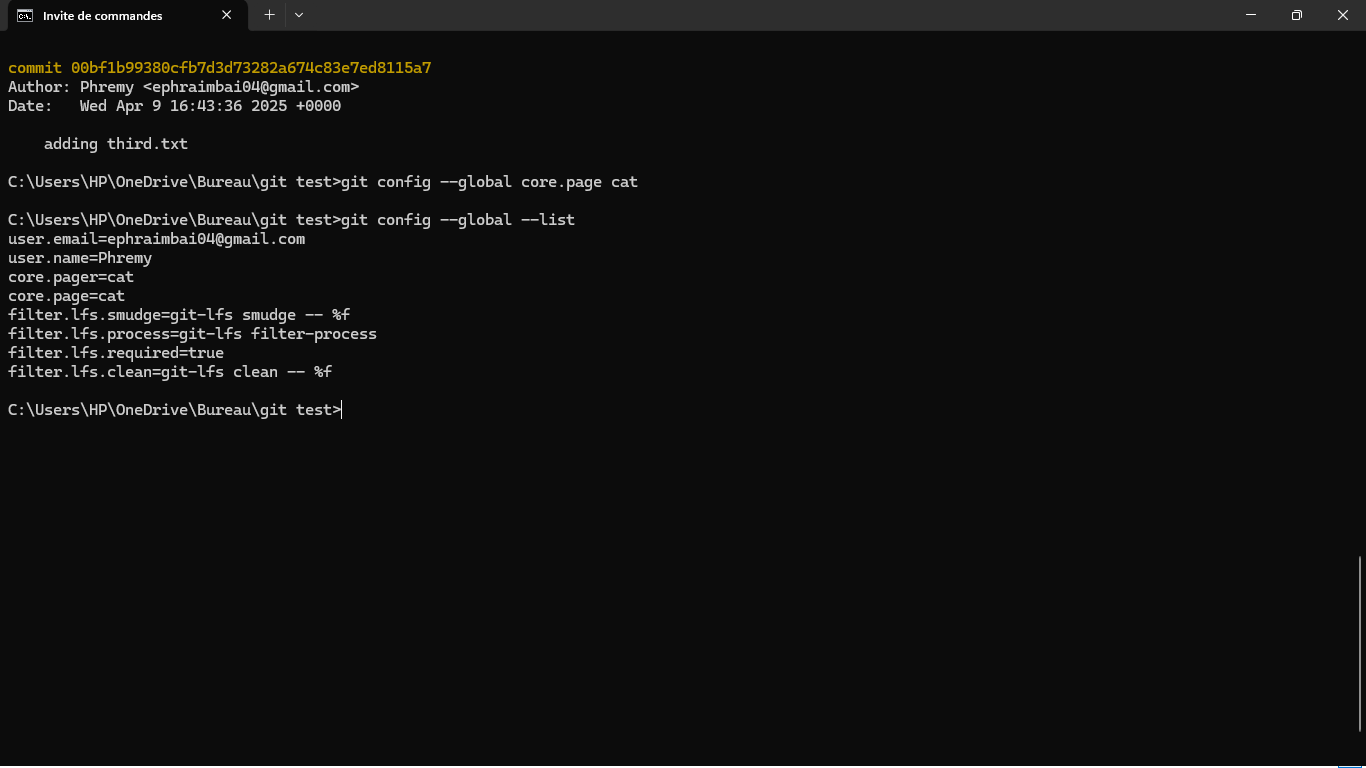 Invite de commandes
commit 00bf1b99380cfb7d3d73282a674c83e7ed8115a7
Author: Phremy <ephraimbai04@gmail.com>
Date:   Wed Apr 9 16:43:36 2025 +0000
    adding third.txt
C:\Users\HP\OneDrive\Bureau\git test>git config --global core.page cat
C:\Users\HP\OneDrive\Bureau\git test>git config --global --list
user.email=ephraimbai04@gmail.com
user.name=Phremy
core.pager=cat
core.page=cat
filter.lfs.smudge=git-lfs smudge -- %f
filter.lfs.process=git-lfs filter-process
filter.lfs.required=true
filter.lfs.clean=git-lfs clean -- %f
C:\Users\HP\OneDrive\Bureau\git test>